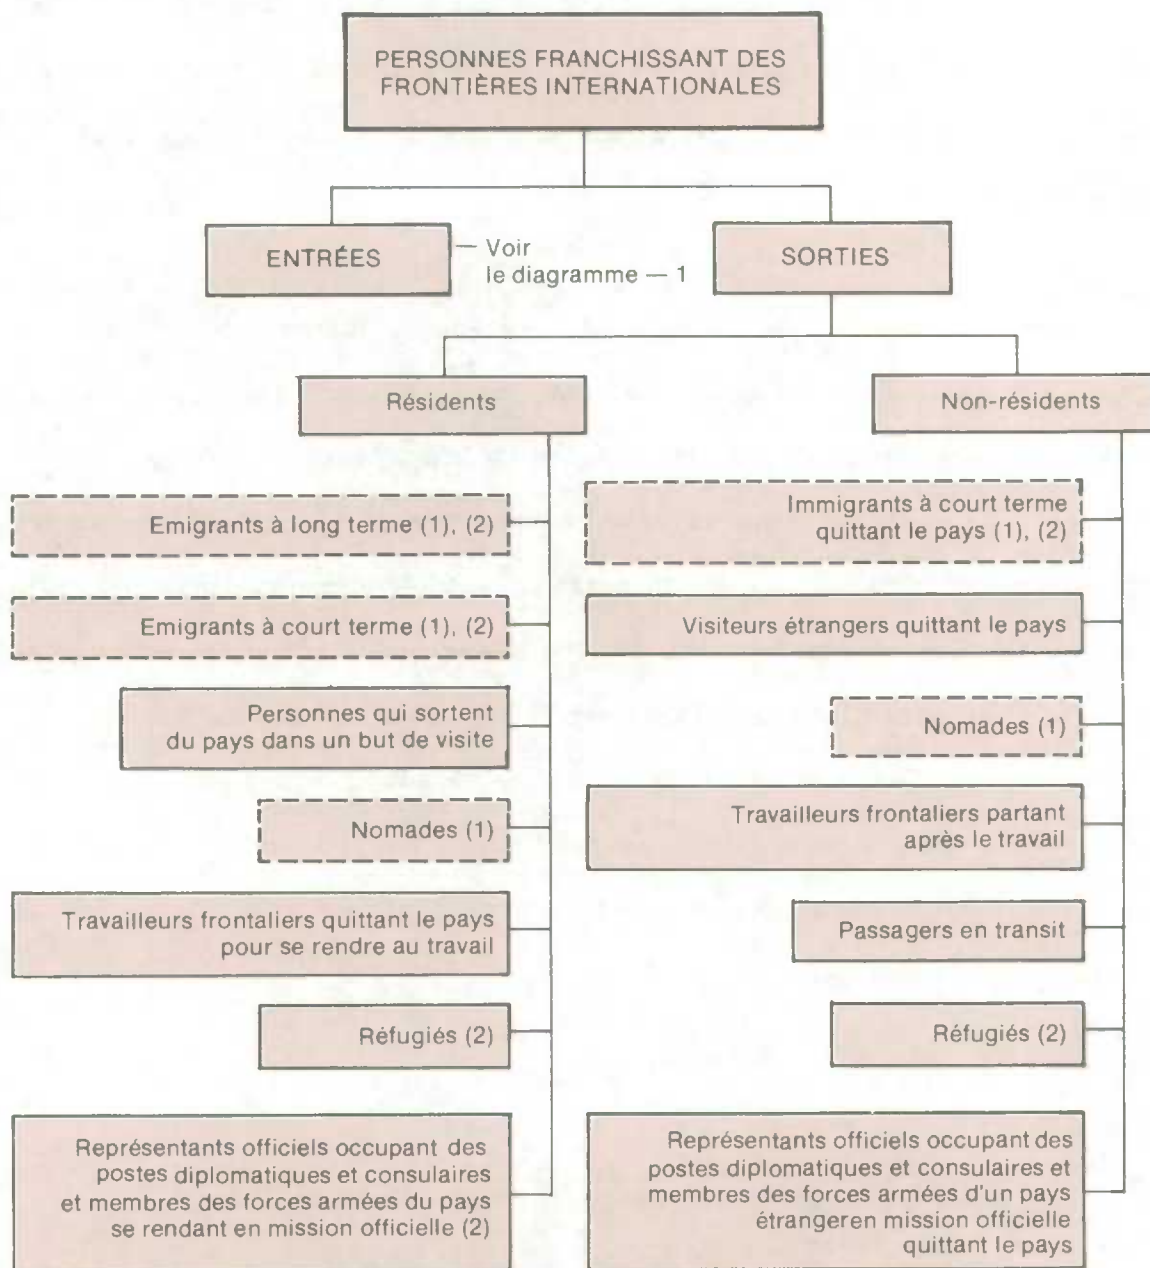 PERSONNES FRANCHISSANT DES
FRONTIÈRES INTERNATIONALES
ENTRÉES
— Voir
le diagramme — 1
SORTIES
Résidents
Emigrants à long terme (1), (2)
Emigrants à court terme (1), (2)
Personnes qui sortent
du pays dans un but de visite
Nomades (1)
Travailleurs frontaliers quittant le pays
pour se rendre au travail
Réfugiés (2)
Représentants officiels occupant des
postes diplomatiques et consulaires
et membres des forces armées du pays
se rendant en mission officielle (2)
Non-résidents
Immigrants à court terme
quittant le pays (1), (2)
Visiteurs étrangers quittant le pays
Nomades (1)
Travailleurs frontaliers partant
après le travail
Passagers en transit
Réfugiés (2)
Représentants officiels occupant des
postes diplomatiques et consulaires et
membres des forces armées d'un pays
étrangeren mission officielle
quittant le pays